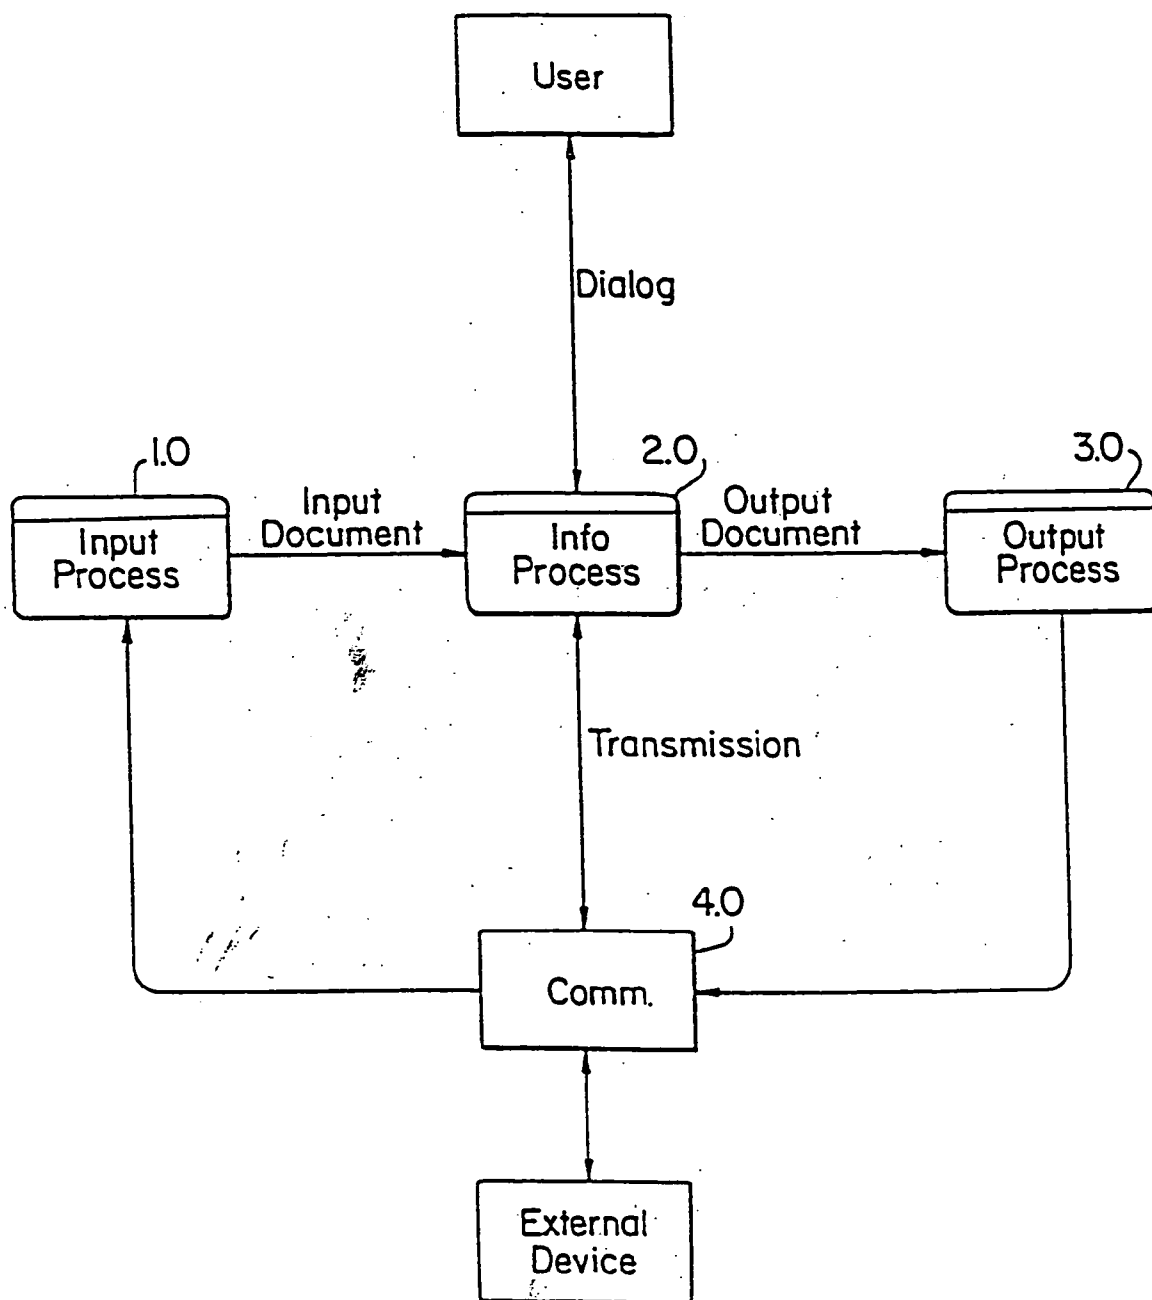 User
Dialog
1.0
2.0
3.0
Input
Process
Input
Document
Info
Process
Output
Document
Output
Process
Transmission
4.0
Comm.
External
Device